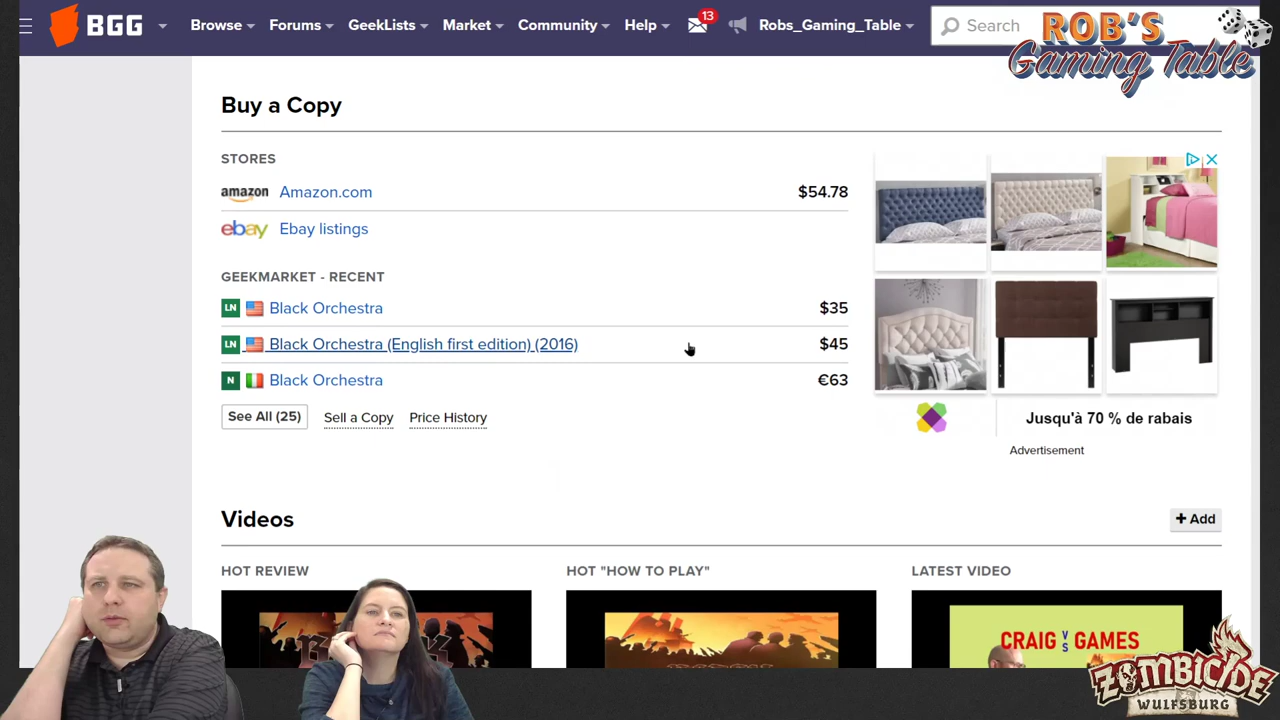 BGG
Browse
Forums
GeekLists
Market
Community
Help
13
Robs_Gaming_Table
Search
ROB'S
Gaming Table
Buy a Copy
STORES
amazon Amazon.com $54.78
ebay Ebay listings
GEEKMARKET - RECENT
LN Black Orchestra $35
LN Black Orchestra (English first edition) (2016) $45
N Black Orchestra €63
See All (25) Sell a Copy Price History
Jusqu'à 70 % de rabais
Advertisement
Videos
+ Add
HOT REVIEW
HOT "HOW TO PLAY"
LATEST VIDEO
CRAIG VS GAMES
ZOMBICIDE
WULFSBURG